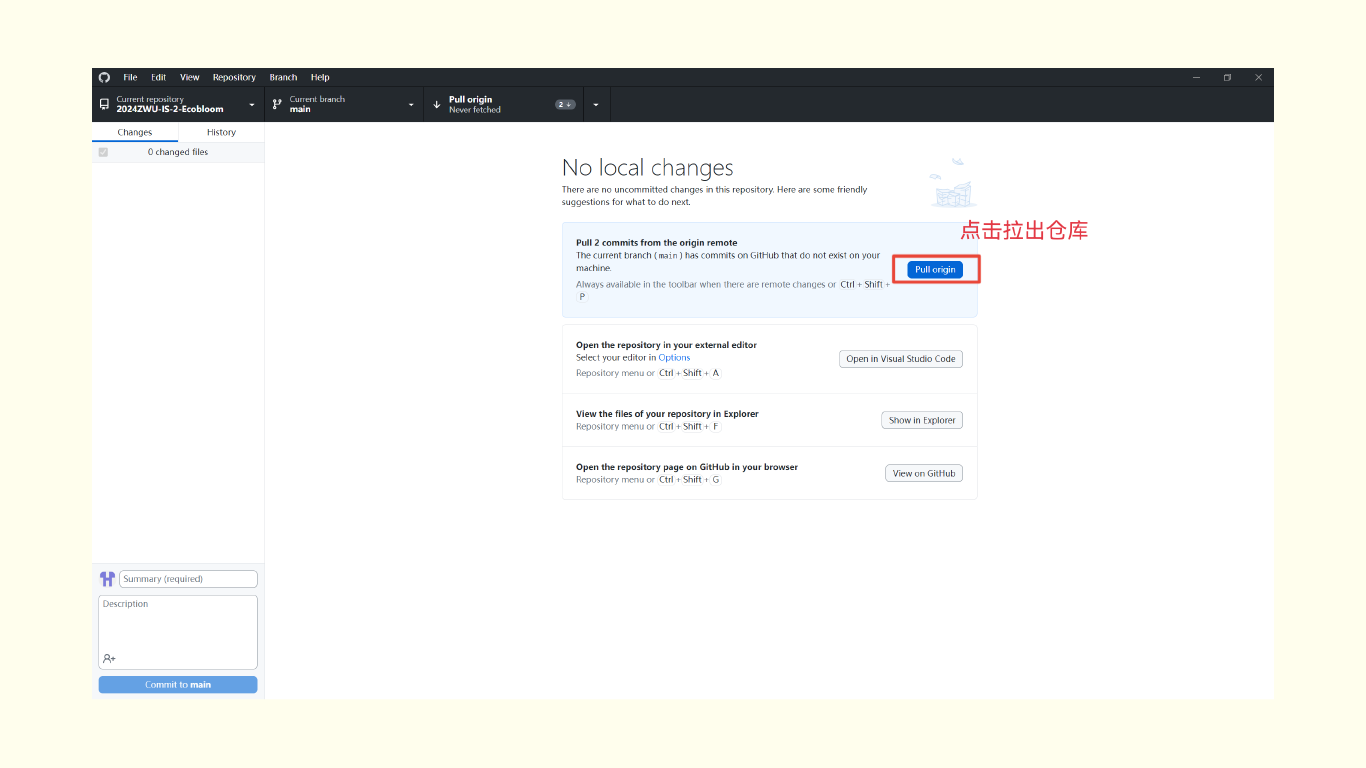 File Edit View Repository Branch Help
Current repository
2024ZWU-IS-2-Ecobloom
Current branch
main
Pull origin
Never fetched
2
Changes History
0 changed files
No local changes
There are no uncommitted changes in this repository. Here are some friendly
suggestions for what to do next.
点击拉出仓库
Pull 2 commits from the origin remote
The current branch (main) has commits on GitHub that do not exist on your
machine.
Always available in the toolbar when there are remote changes or Ctrl + Shift +
P
Pull origin
Open the repository in your external editor
Select your editor in Options
Repository menu or Ctrl + Shift + A
Open in Visual Studio Code
View the files of your repository in Explorer
Repository menu or Ctrl + Shift + F
Show in Explorer
Open the repository page on GitHub in your browser
Repository menu or Ctrl + Shift + G
View on GitHub
Summary (required)
Description
Commit to main